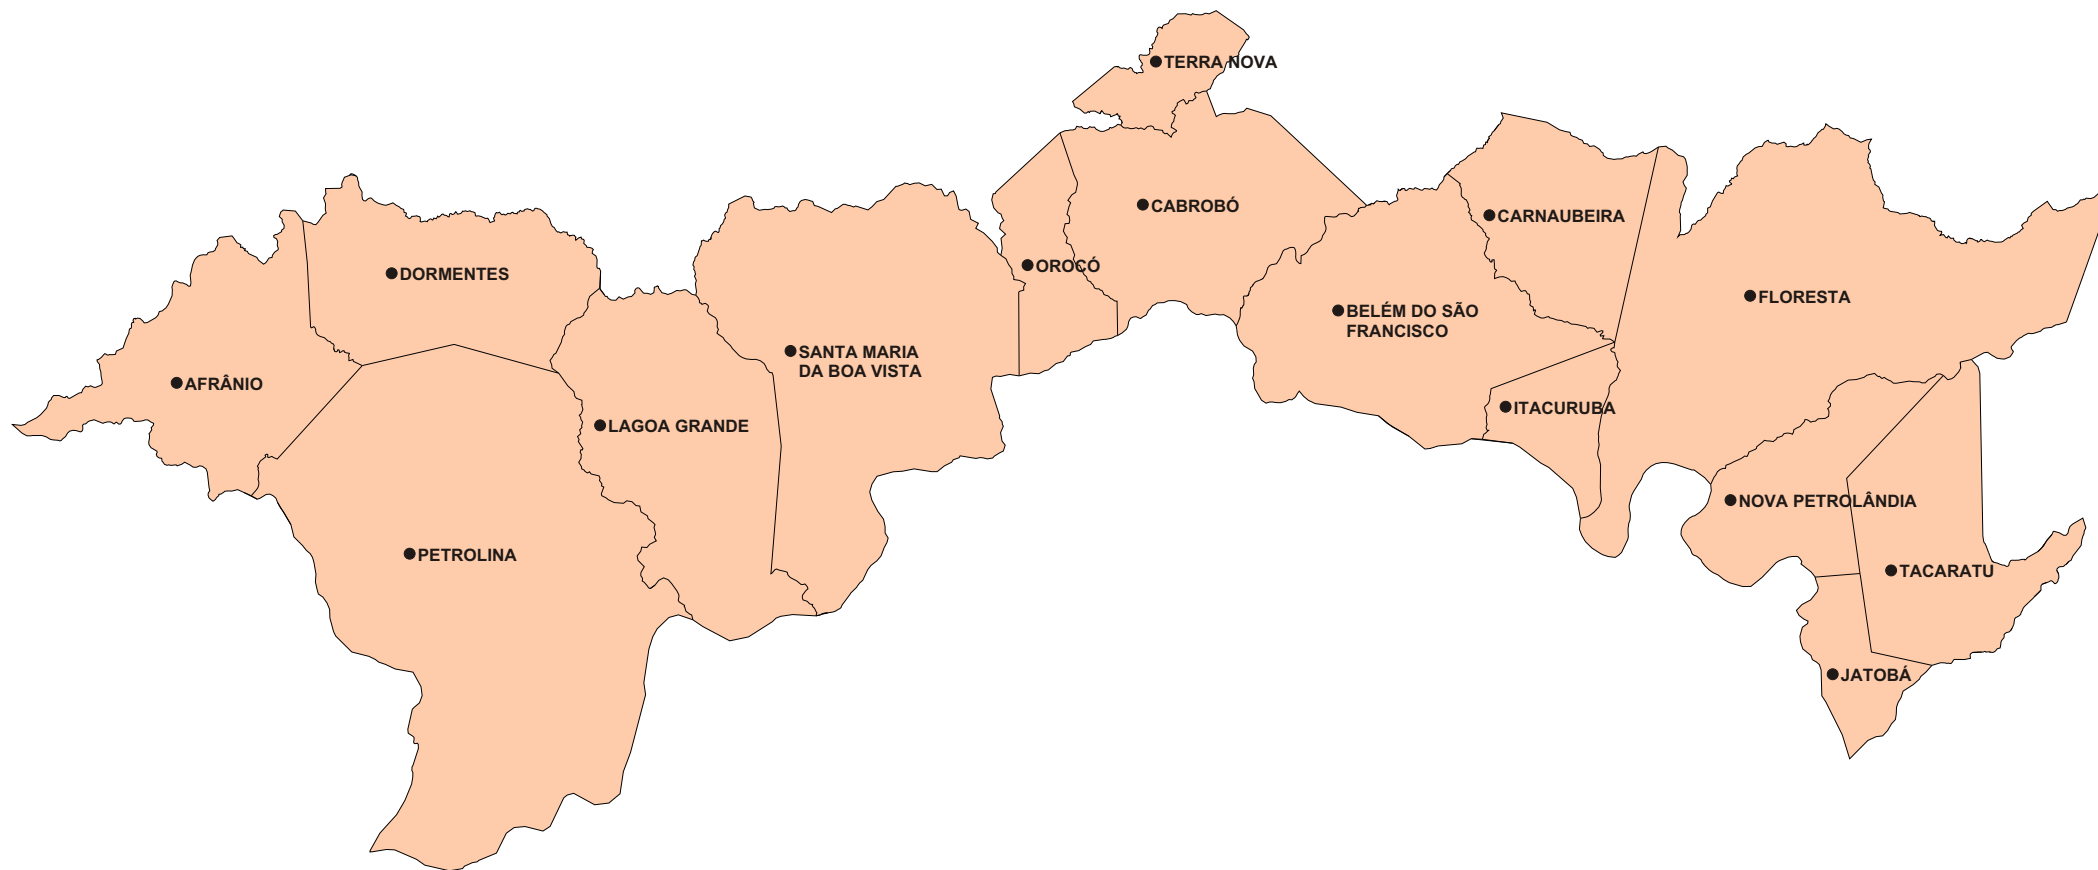 TERRA NOVA
CABROBÓ
CARNAUBEIRA
OROCÓ
DORMENTES
FLORESTA
BELÉM DO SÃO
FRANCISCO
SANTA MARIA
DA BOA VISTA
AFRÂNIO
ITACURUBA
LAGOA GRANDE
NOVA PETROLÂNDIA
PETROLINA
TACARATU
JATOBÁ